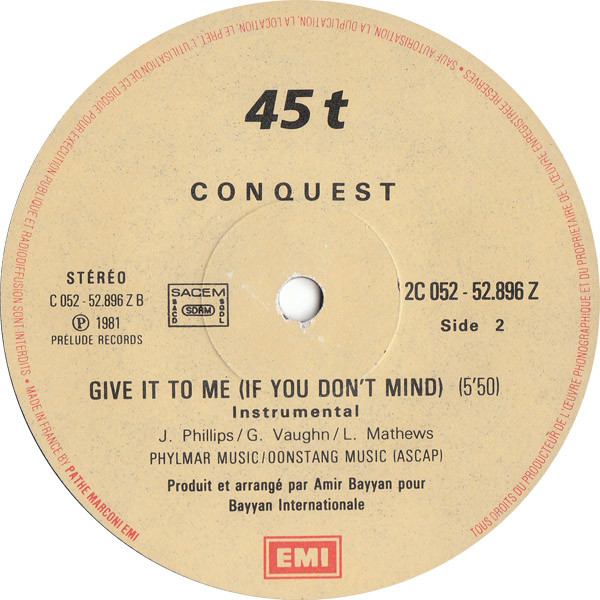 45 t
CONQUEST
STÉRÉO
C 052 - 52.896 Z B
Ⓟ 1981
PRÉLUDE RECORDS
SACEM
SACD
SDRM
SGDL
2C 052 - 52.896 Z
Side 2
GIVE IT TO ME (IF YOU DON'T MIND) (5'50)
Instrumental
J. Phillips / G. Vaughn / L. Mathews
PHYLMAR MUSIC / OONSTANG MUSIC (ASCAP)
Produit et arrangé par Amir Bayyan pour
Bayyan Internationale
EMI
TOUS DROITS DU PRODUCTEUR DE L'ŒUVRE PHONOGRAPHIQUE ET DU PROPRIETAIRE DE L'ŒUVRE ENREGISTREE RESERVES • SAUF AUTORISATION, LA DUPLICATION, LA LOCATION, LE PRET, L'UTILISATION DE CE DISQUE POUR EXECUTION PUBLIQUE ET RADIODIFFUSION SONT INTERDITS • MADE IN FRANCE BY PATHE MARCONI EMI